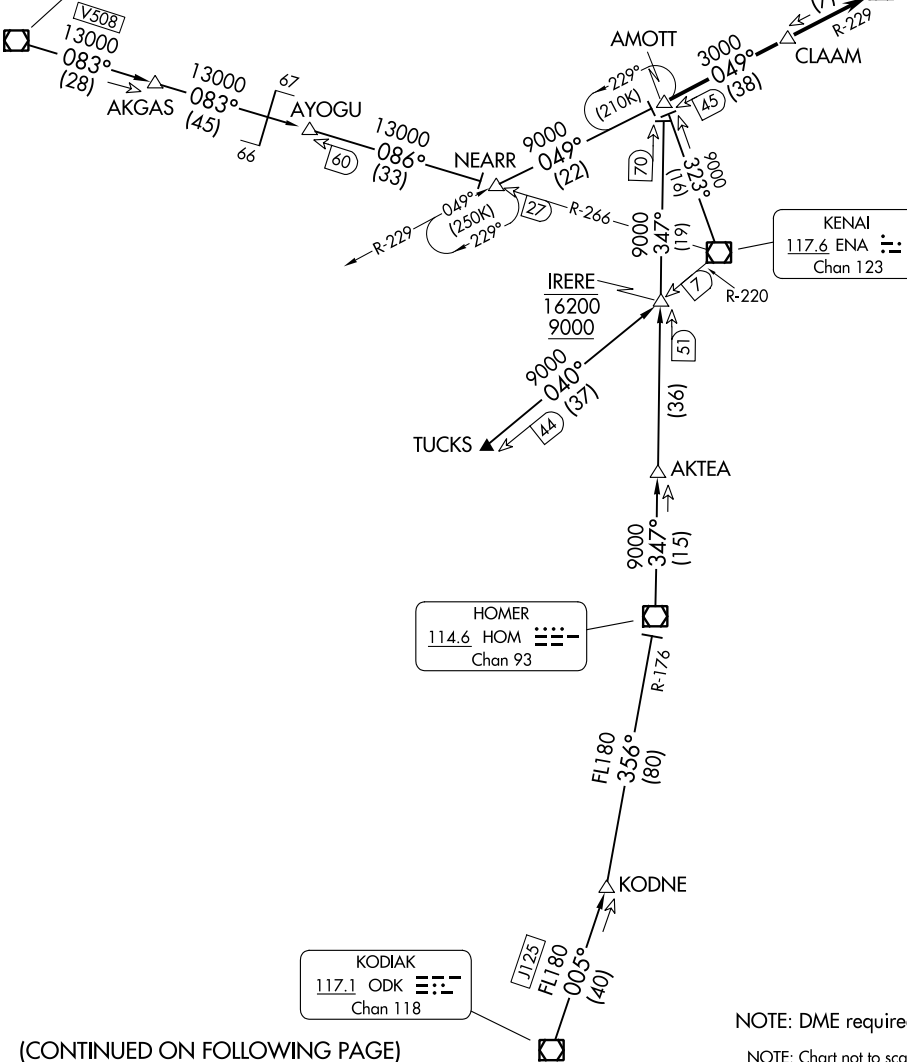 V508
13000
083°
(28)
AKGAS
13000
083°
(45)
67
66
AYOGU
60
13000
086°
(33)
NEARR
9000
049°
(22)
AMOTT
229°
(210K)
3000
049°
(38)
45
CLAAM
R-229
70
9000
323°
(16)
R-229
049°
(250K)
229°
27
R-266
9000
347°
(19)
KENAI
117.6 ENA
Chan 123
7
R-220
IRERE
16200
9000
9000
040°
(37)
44
TUCKS
51
(36)
AKTEA
9000
347°
(15)
HOMER
114.6 HOM
Chan 93
R-176
FL180
356°
(80)
KODNE
J125
FL180
005°
(40)
KODIAK
117.1 ODK
Chan 118
NOTE: DME require
NOTE: Chart not to sc
(CONTINUED ON FOLLOWING PAGE)